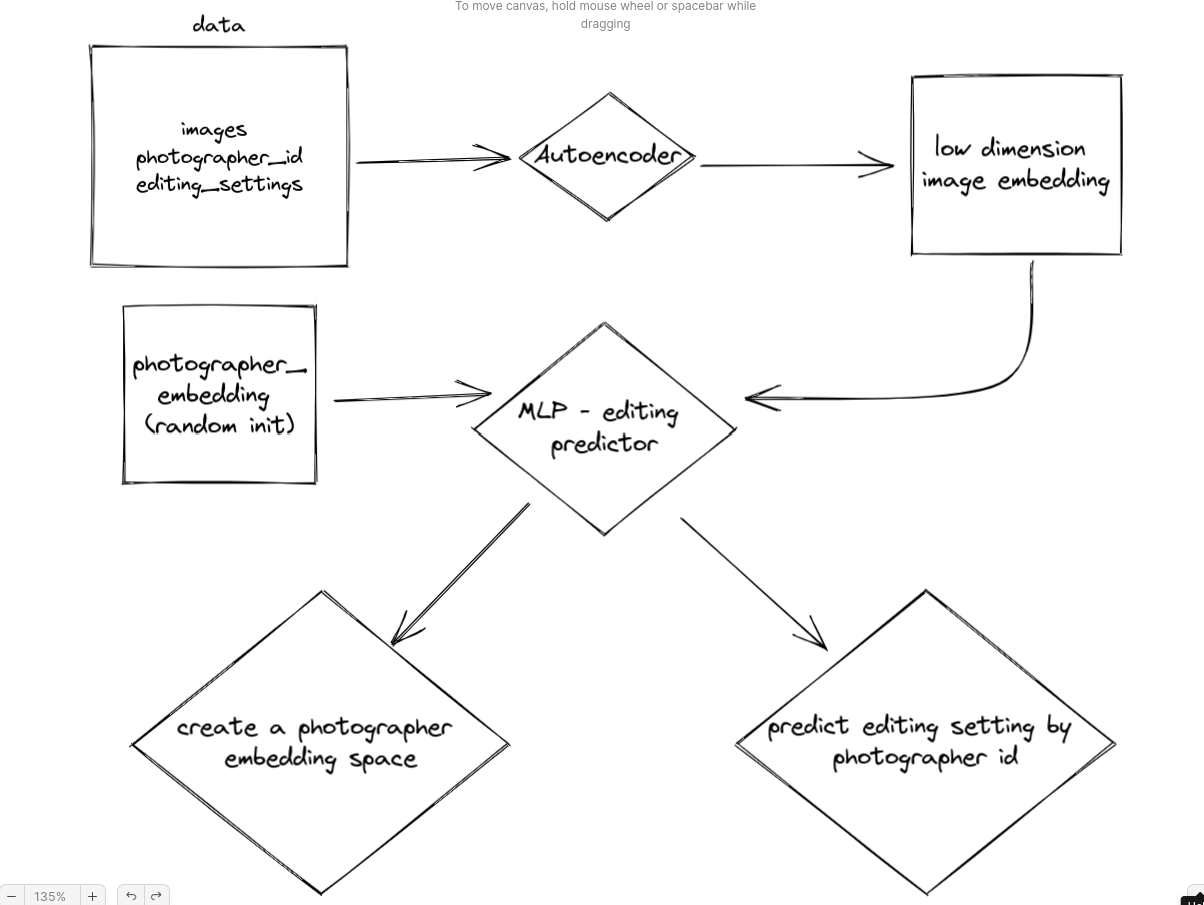 To move canvas, hold mouse wheel or spacebar while
dragging
data
images
photographer_id
editing_settings
Autoencoder
low dimension
image embedding
photographer_
embedding
(random init)
MLP - editing
predictor
create a photographer
embedding space
predict editing setting by
photographer id
135%